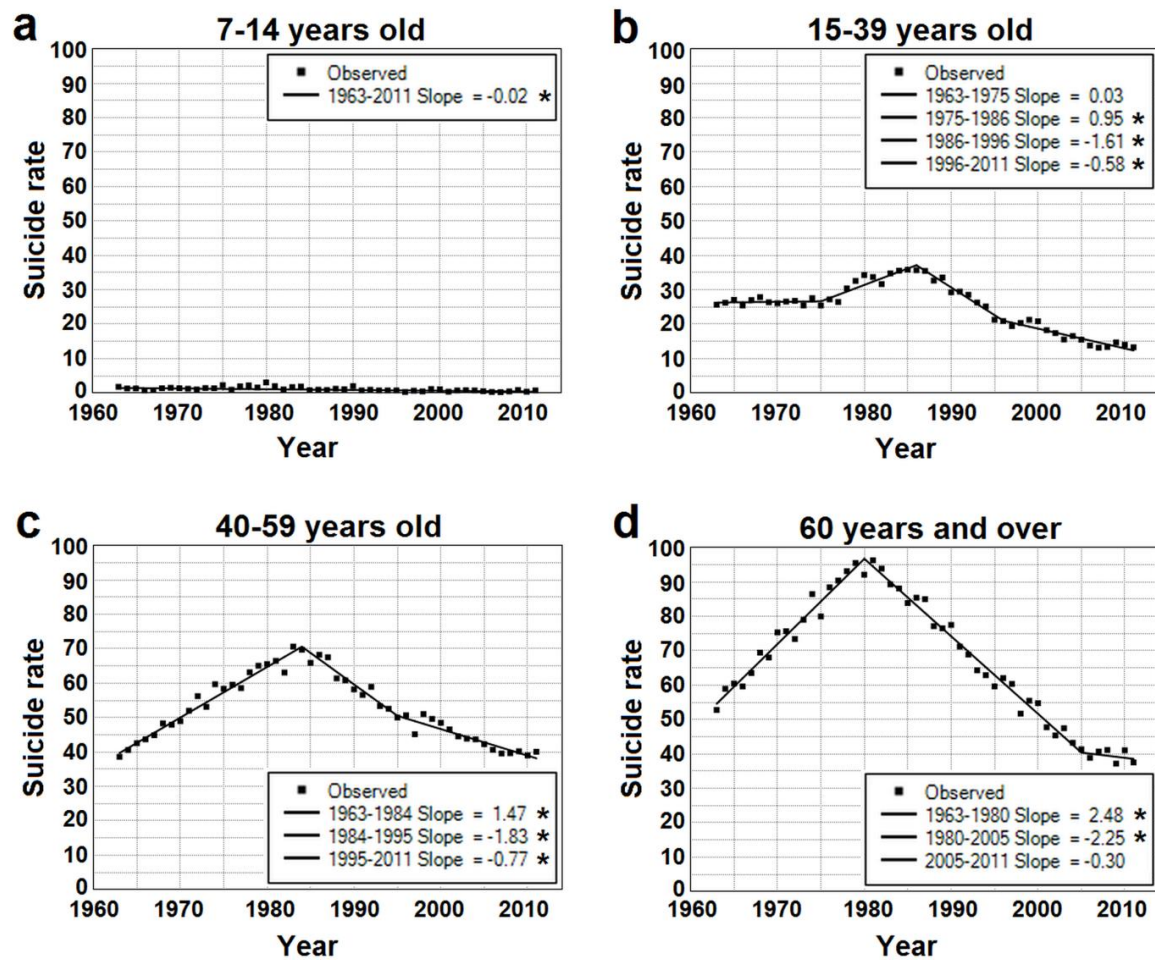 a
7-14 years old
Suicide rate
100
90
80
70
60
50
40
30
20
10
0
Observed
1963-2011 Slope = -0.02 *
1960 1970 1980 1990 2000 2010
Year
b
15-39 years old
Suicide rate
100
90
80
70
60
50
40
30
20
10
0
Observed
1963-1975 Slope = 0.03
1975-1986 Slope = 0.95 *
1986-1996 Slope = -1.61 *
1996-2011 Slope = -0.58 *
1960 1970 1980 1990 2000 2010
Year
c
40-59 years old
Suicide rate
100
90
80
70
60
50
40
30
20
10
0
Observed
1963-1984 Slope = 1.47 *
1984-1995 Slope = -1.83 *
1995-2011 Slope = -0.77 *
1960 1970 1980 1990 2000 2010
Year
d
60 years and over
Suicide rate
100
90
80
70
60
50
40
30
20
10
0
Observed
1963-1980 Slope = 2.48 *
1980-2005 Slope = -2.25 *
2005-2011 Slope = -0.30
1960 1970 1980 1990 2000 2010
Year